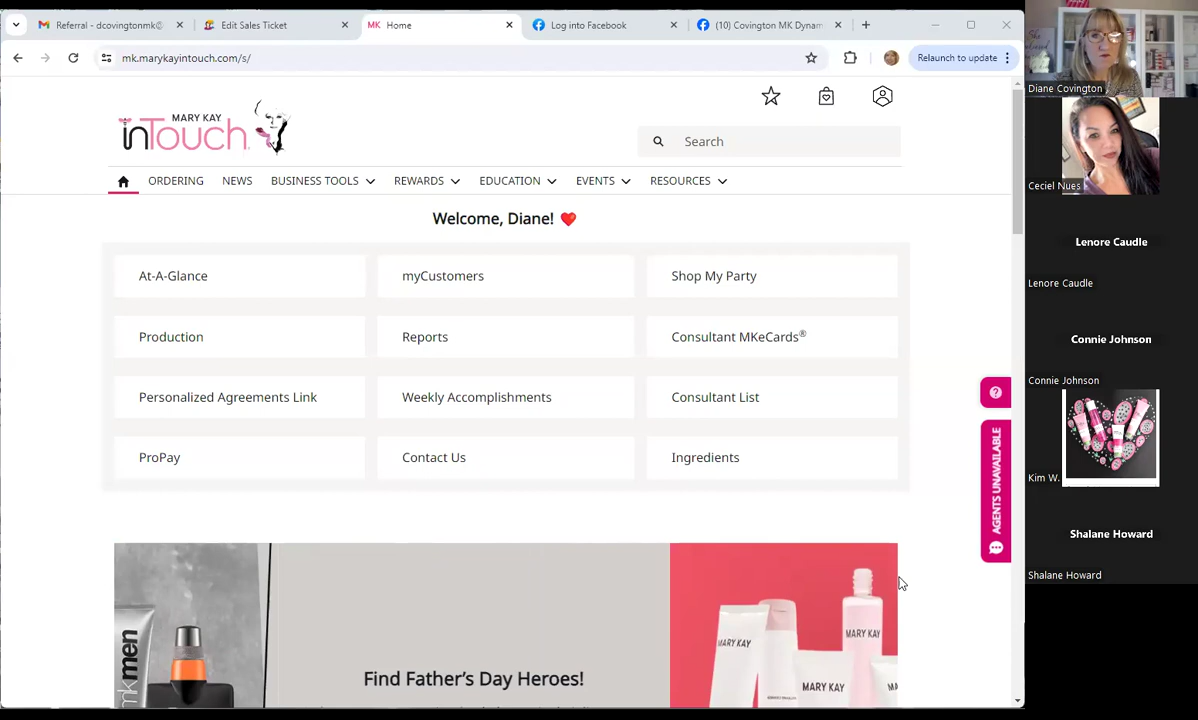 Referral - dcovingtonmk@
Edit Sales Ticket
MK Home
Log into Facebook
(10) Covington MK Dynam
mk.marykayintouch.com/s/
Relaunch to update
MARY KAY
inTouch
Search
ORDERING NEWS BUSINESS TOOLS REWARDS EDUCATION EVENTS RESOURCES
Welcome, Diane! ❤️
At-A-Glance
myCustomers
Shop My Party
Production
Reports
Consultant MKeCards®
Personalized Agreements Link
Weekly Accomplishments
Consultant List
ProPay
Contact Us
Ingredients
AGENTS UNAVAILABLE
mkmen
Find Father's Day Heroes!
MARY KAY
MARY KAY
MARY KAY
Diane Covington
Ceciel Nues
Lenore Caudle
Lenore Caudle
Connie Johnson
Connie Johnson
Kim W.
Shalane Howard
Shalane Howard